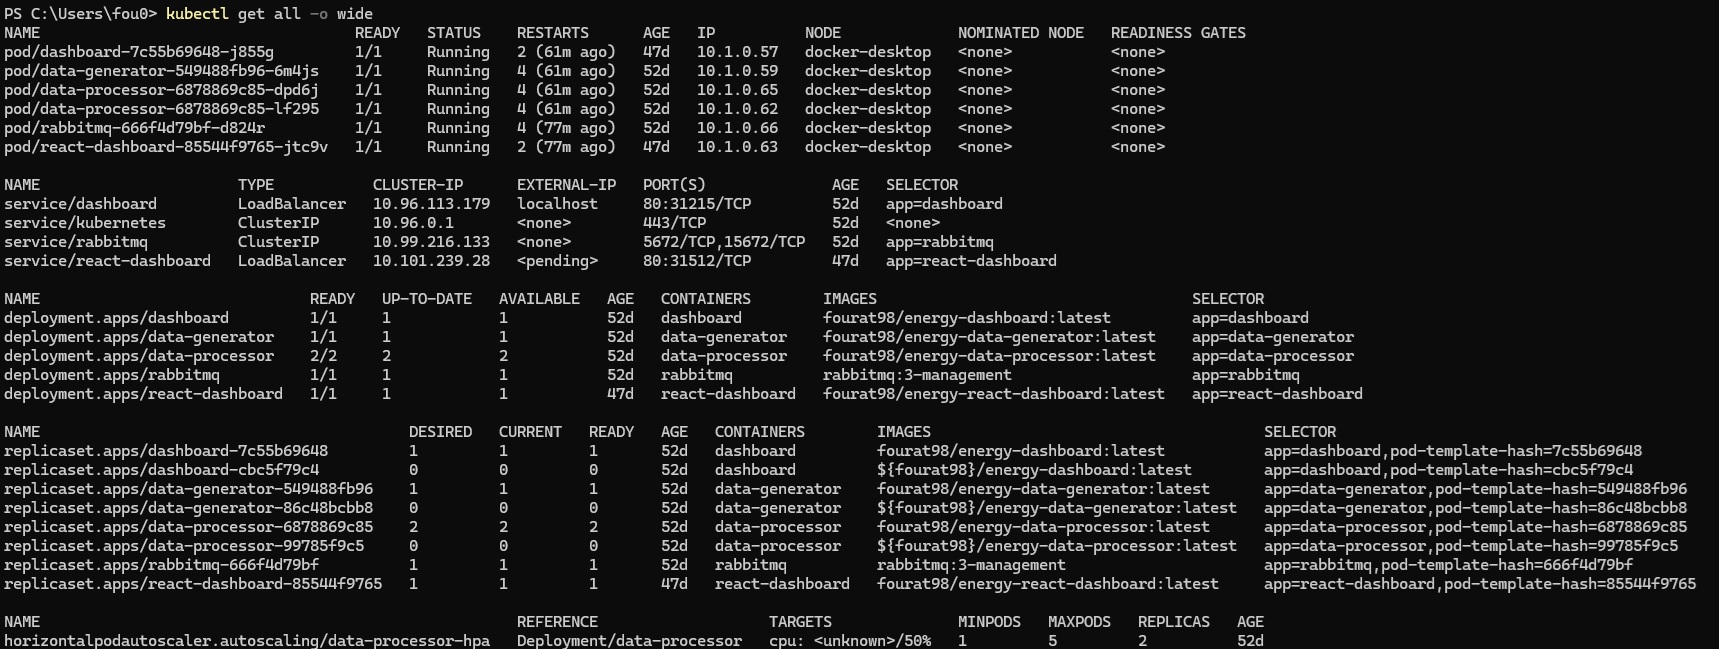 PS C:\Users\fou0> kubectl get all -o wide
NAME                                   READY   STATUS    RESTARTS      AGE   IP          NODE             NOMINATED NODE   READINESS GATES
pod/dashboard-7c55b69648-j855g         1/1     Running   2 (61m ago)   47d   10.1.0.57   docker-desktop   <none>           <none>
pod/data-generator-549488fb96-6m4js    1/1     Running   4 (61m ago)   52d   10.1.0.59   docker-desktop   <none>           <none>
pod/data-processor-6878869c85-dpd6j    1/1     Running   4 (61m ago)   52d   10.1.0.65   docker-desktop   <none>           <none>
pod/data-processor-6878869c85-lf295    1/1     Running   4 (61m ago)   52d   10.1.0.62   docker-desktop   <none>           <none>
pod/rabbitmq-666f4d79bf-d824r          1/1     Running   4 (77m ago)   52d   10.1.0.66   docker-desktop   <none>           <none>
pod/react-dashboard-85544f9765-jtc9v   1/1     Running   2 (77m ago)   47d   10.1.0.63   docker-desktop   <none>           <none>
NAME                      TYPE           CLUSTER-IP      EXTERNAL-IP   PORT(S)              AGE   SELECTOR
service/dashboard         LoadBalancer   10.96.113.179   localhost     80:31215/TCP         52d   app=dashboard
service/kubernetes        ClusterIP      10.96.0.1       <none>        443/TCP              52d   <none>
service/rabbitmq          ClusterIP      10.99.216.133   <none>        5672/TCP,15672/TCP   52d   app=rabbitmq
service/react-dashboard   LoadBalancer   10.101.239.28   <pending>     80:31512/TCP         47d   app=react-dashboard
NAME                              READY   UP-TO-DATE   AVAILABLE   AGE   CONTAINERS        IMAGES                                   SELECTOR
deployment.apps/dashboard         1/1     1            1           52d   dashboard         fourat98/energy-dashboard:latest         app=dashboard
deployment.apps/data-generator    1/1     1            1           52d   data-generator    fourat98/energy-data-generator:latest    app=data-generator
deployment.apps/data-processor    2/2     2            2           52d   data-processor    fourat98/energy-data-processor:latest    app=data-processor
deployment.apps/rabbitmq          1/1     1            1           52d   rabbitmq          rabbitmq:3-management                    app=rabbitmq
deployment.apps/react-dashboard   1/1     1            1           47d   react-dashboard   fourat98/energy-react-dashboard:latest   app=react-dashboard
NAME                                         DESIRED   CURRENT   READY   AGE   CONTAINERS        IMAGES                                     SELECTOR
replicaset.apps/dashboard-7c55b69648         1         1         1       52d   dashboard         fourat98/energy-dashboard:latest           app=dashboard,pod-template-hash=7c55b69648
replicaset.apps/dashboard-cbc5f79c4          0         0         0       52d   dashboard         ${fourat98}/energy-dashboard:latest        app=dashboard,pod-template-hash=cbc5f79c4
replicaset.apps/data-generator-549488fb96    1         1         1       52d   data-generator    fourat98/energy-data-generator:latest      app=data-generator,pod-template-hash=549488fb96
replicaset.apps/data-generator-86c48bcbb8    0         0         0       52d   data-generator    ${fourat98}/energy-data-generator:latest   app=data-generator,pod-template-hash=86c48bcbb8
replicaset.apps/data-processor-6878869c85    2         2         2       52d   data-processor    fourat98/energy-data-processor:latest      app=data-processor,pod-template-hash=6878869c85
replicaset.apps/data-processor-99785f9c5     0         0         0       52d   data-processor    ${fourat98}/energy-data-processor:latest   app=data-processor,pod-template-hash=99785f9c5
replicaset.apps/rabbitmq-666f4d79bf          1         1         1       52d   rabbitmq          rabbitmq:3-management                      app=rabbitmq,pod-template-hash=666f4d79bf
replicaset.apps/react-dashboard-85544f9765   1         1         1       47d   react-dashboard   fourat98/energy-react-dashboard:latest     app=react-dashboard,pod-template-hash=85544f9765
NAME                                                     REFERENCE                   TARGETS              MINPODS   MAXPODS   REPLICAS   AGE
horizontalpodautoscaler.autoscaling/data-processor-hpa   Deployment/data-processor   cpu: <unknown>/50%   1         5         2          52d